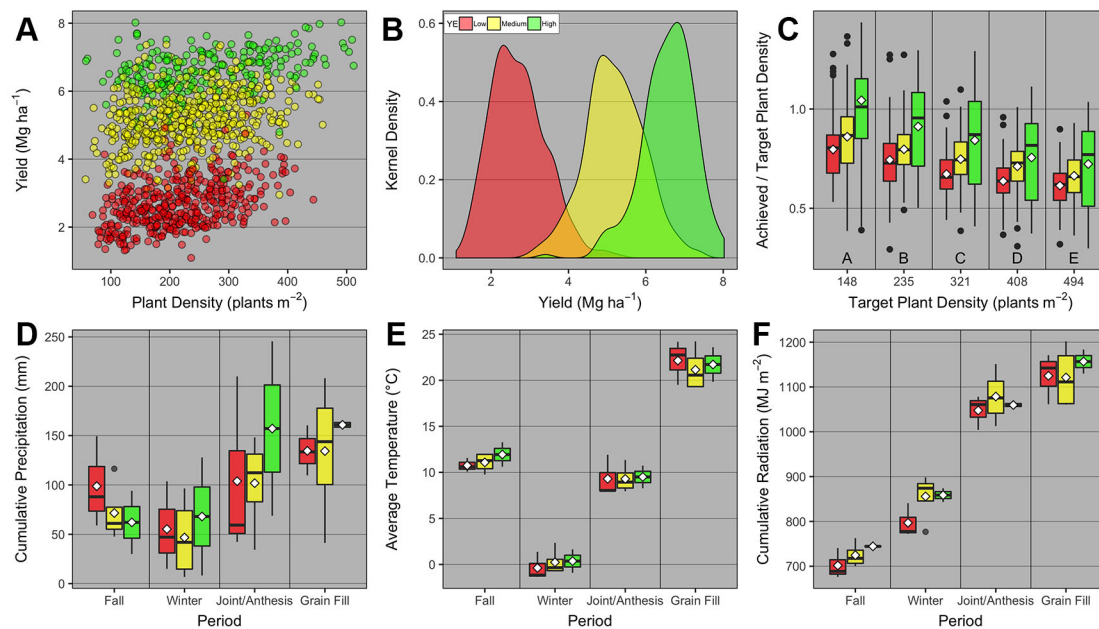 A
Yield (Mg ha⁻¹)
8
6
4
2
100
200
300
400
500
Plant Density (plants m⁻²)
B
YE
Low
Medium
High
Kernel Density
0.6
0.4
0.2
0.0
2
4
6
8
Yield (Mg ha⁻¹)
C
Achieved / Target Plant Density
1.0
0.5
A
B
C
D
E
148
235
321
408
494
Target Plant Density (plants m⁻²)
D
Cumulative Precipitation (mm)
250
200
150
100
50
0
Fall
Winter
Joint/Anthesis
Grain Fill
Period
E
Average Temperature (°C)
25
20
15
10
5
0
Fall
Winter
Joint/Anthesis
Grain Fill
Period
F
Cumulative Radiation (MJ m⁻²)
1200
1100
1000
900
800
700
Fall
Winter
Joint/Anthesis
Grain Fill
Period